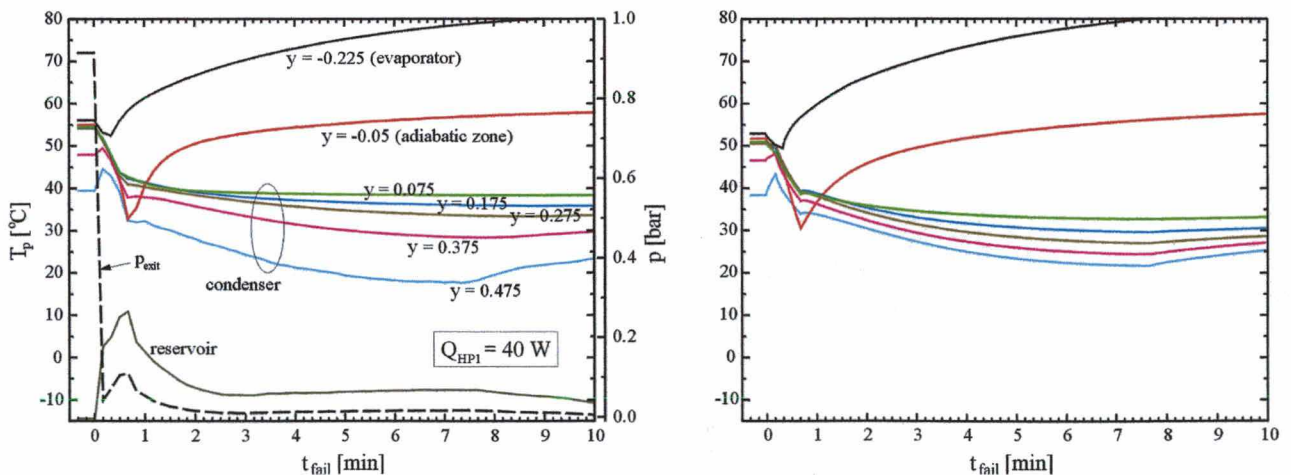 80
70
60
50
40
30
20
10
0
-10
T_p [°C]
1.0
0.8
0.6
0.4
0.2
0.0
p [bar]
y = -0.225 (evaporator)
y = -0.05 (adiabatic zone)
y = 0.075
y = 0.175
y = 0.275
y = 0.375
y = 0.475
condenser
p_exit
reservoir
Q_HP1 = 40 W
0 1 2 3 4 5 6 7 8 9 10
t_fail [min]
80
70
60
50
40
30
20
10
0
-10
0 1 2 3 4 5 6 7 8 9 10
t_fail [min]